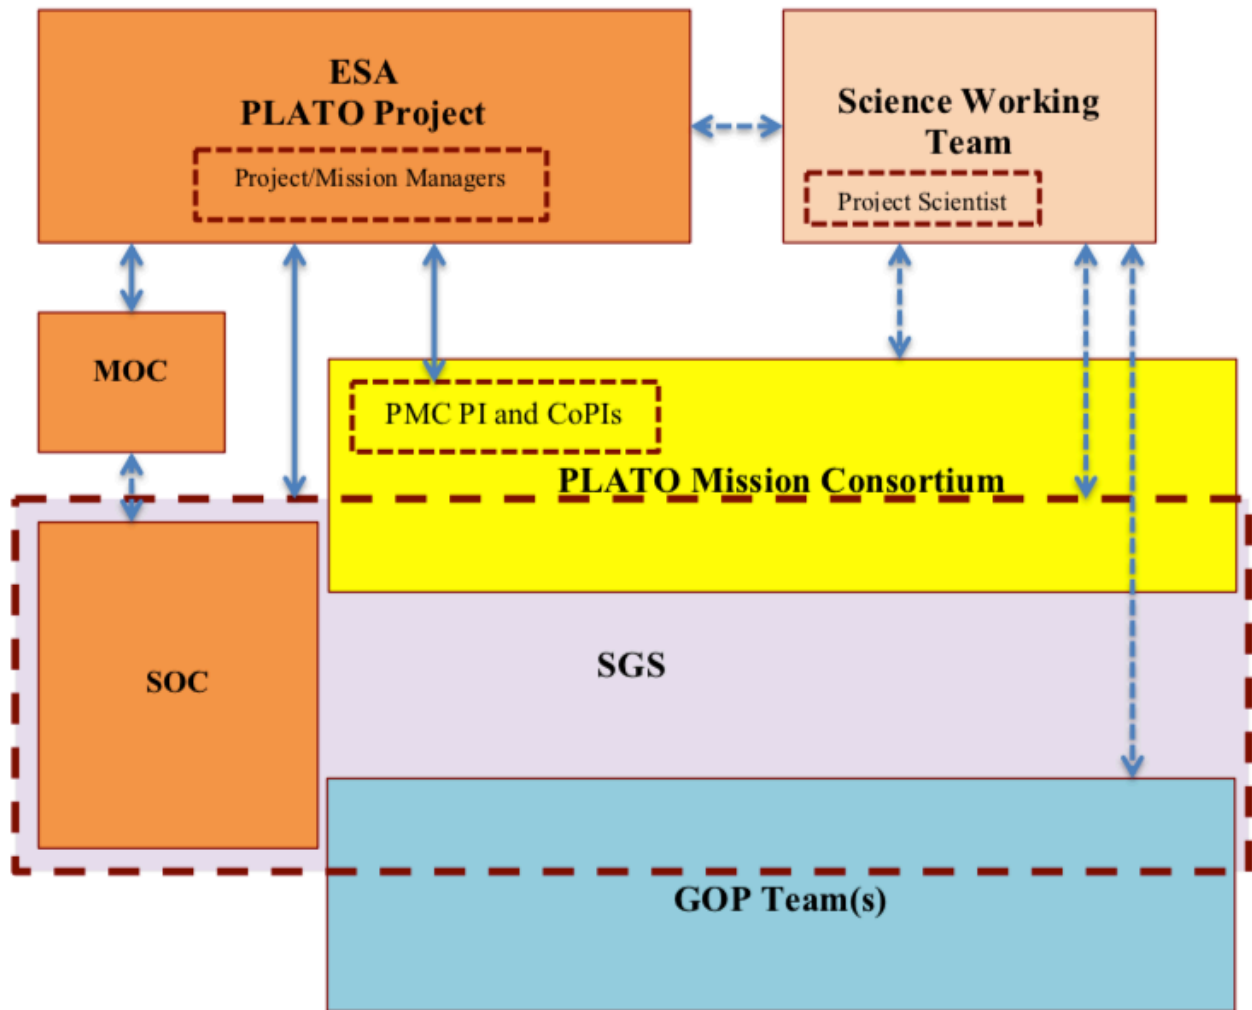 ESA
PLATO Project
Project/Mission Managers
Science Working
Team
Project Scientist
MOC
PMC PI and CoPIs
PLATO Mission Consortium
SOC
SGS
GOP Team(s)